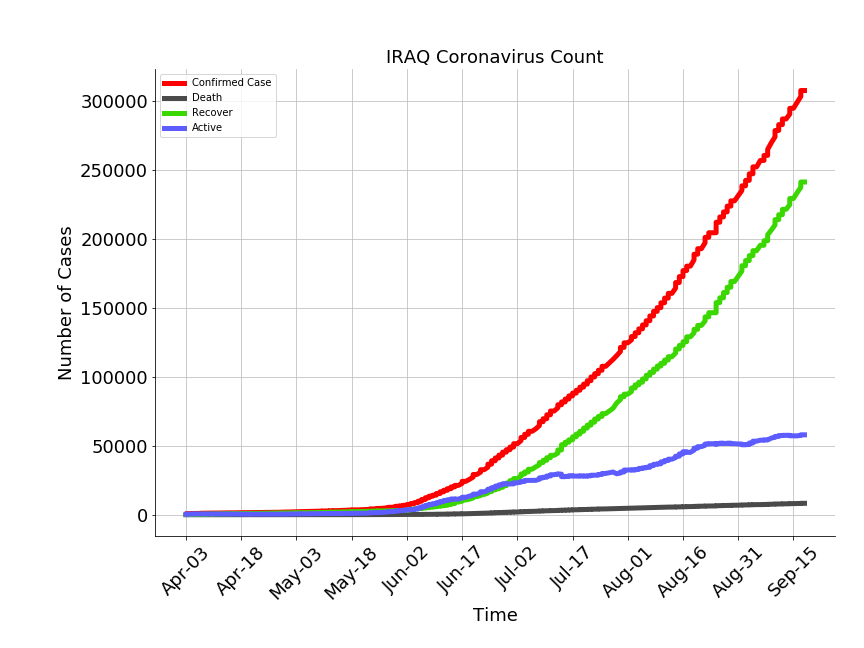 IRAQ Coronavirus Count
Confirmed Case
Death
Recover
Active
Number of Cases
300000
250000
200000
150000
100000
50000
0
Apr-03
Apr-18
May-03
May-18
Jun-02
Jun-17
Jul-02
Jul-17
Aug-01
Aug-16
Aug-31
Sep-15
Time